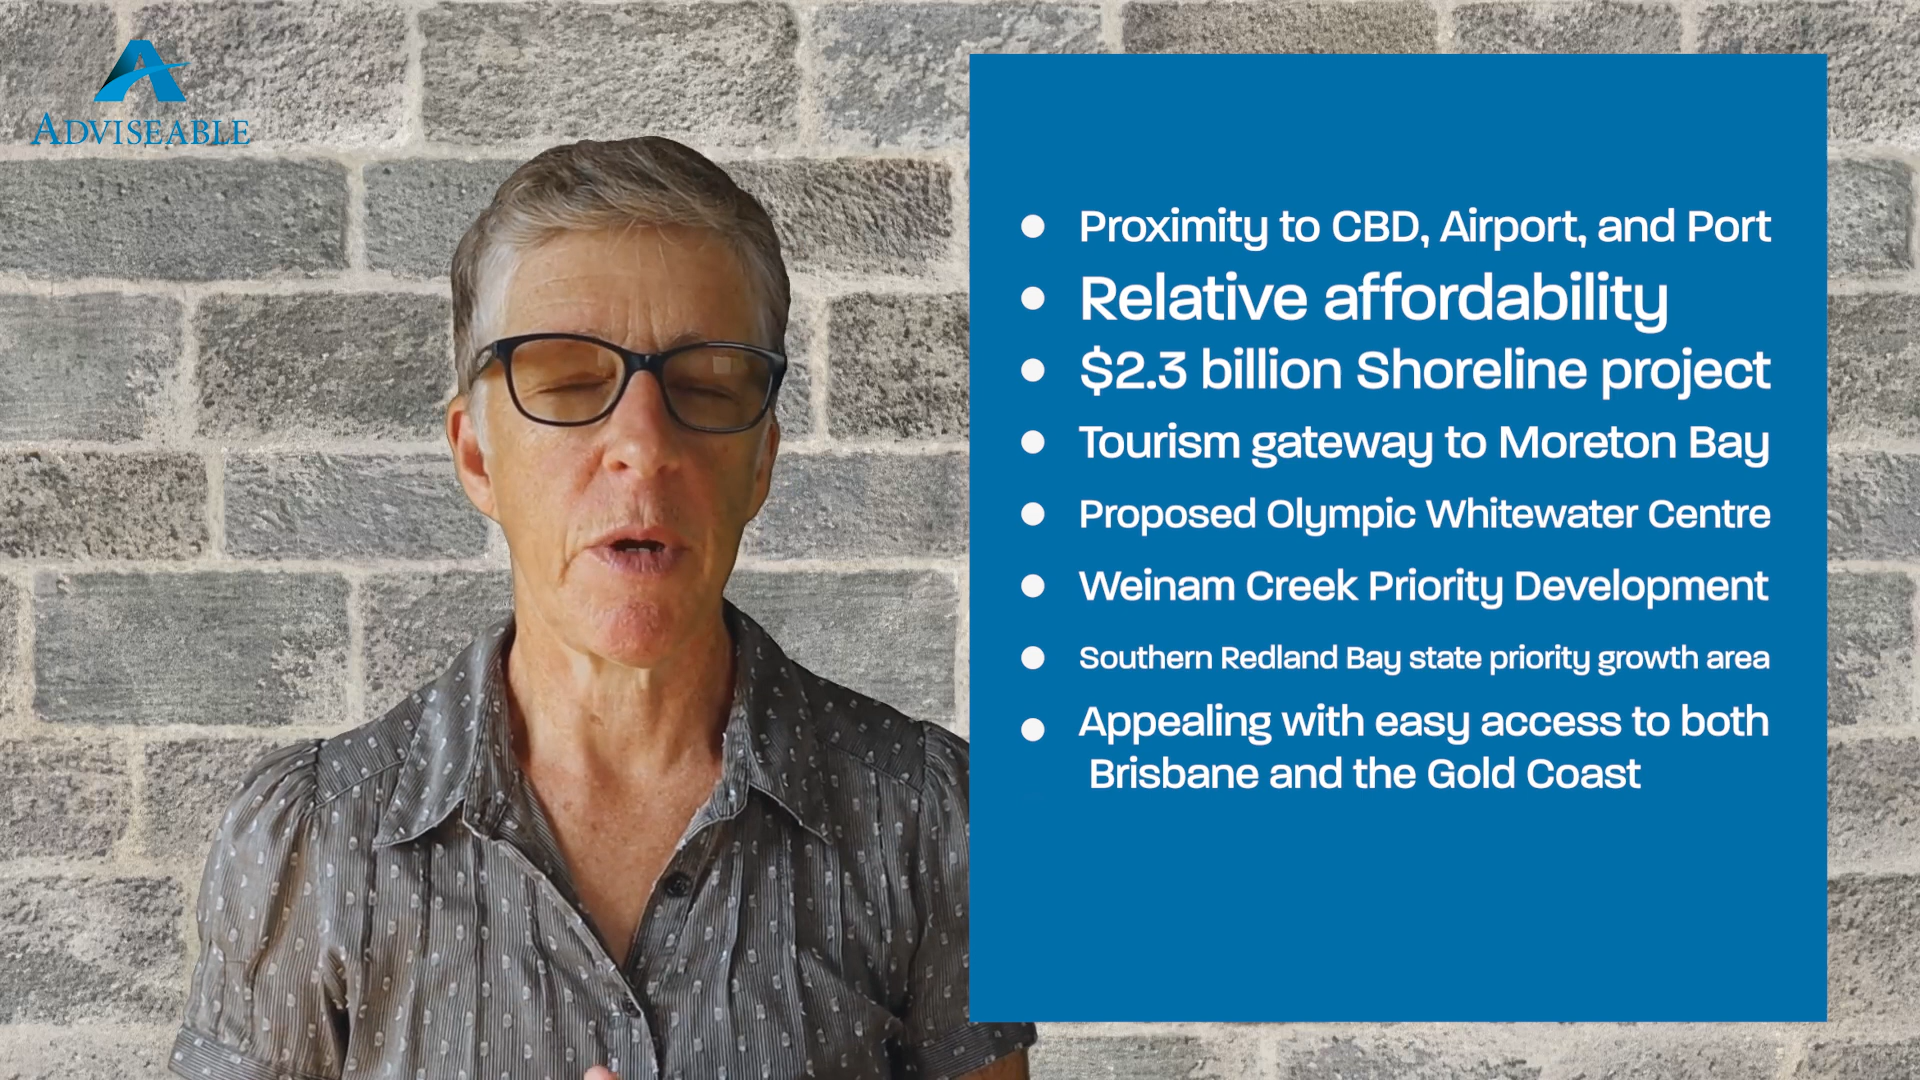 ADVISEABLE
Proximity to CBD, Airport, and Port
Relative affordability
$2.3 billion Shoreline project
Tourism gateway to Moreton Bay
Proposed Olympic Whitewater Centre
Weinam Creek Priority Development
Southern Redland Bay state priority growth area
Appealing with easy access to both
Brisbane and the Gold Coast